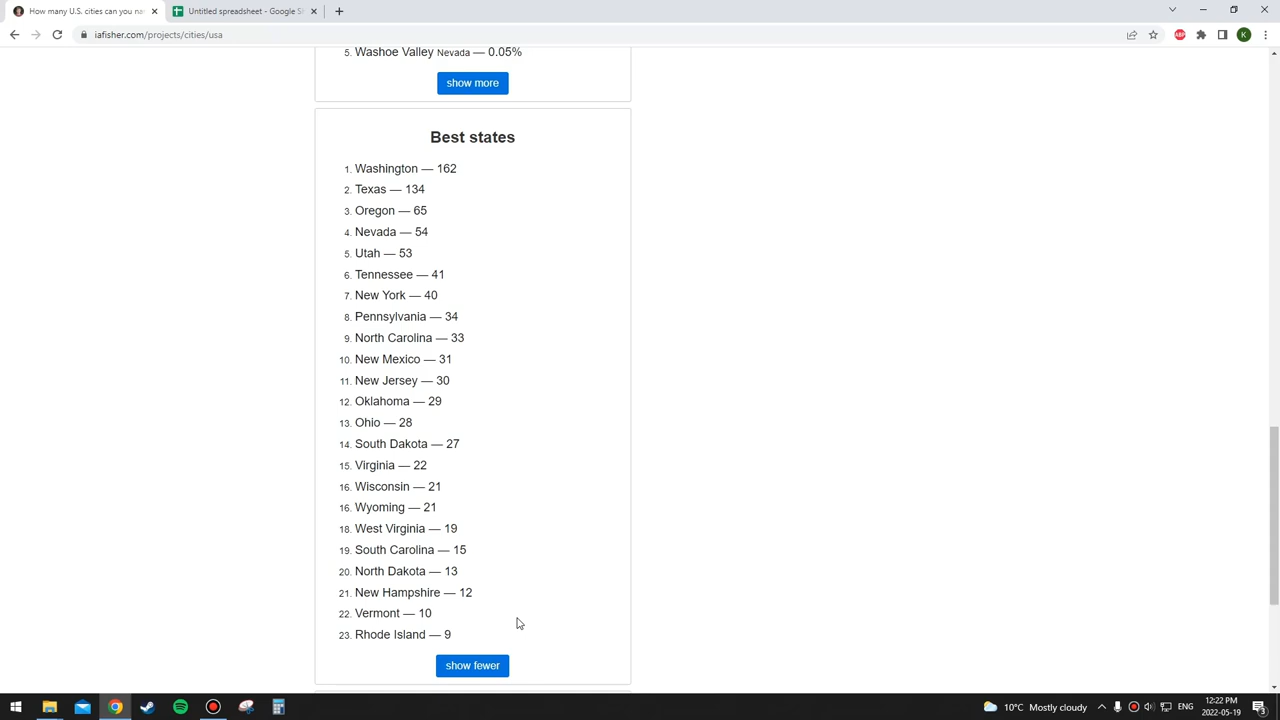 How many U.S. cities can you na
Untitled spreadsheet - Google S
iafisher.com/projects/cities/usa
ABP
K
5. Washoe Valley Nevada — 0.05%
show more
Best states
1. Washington — 162
2. Texas — 134
3. Oregon — 65
4. Nevada — 54
5. Utah — 53
6. Tennessee — 41
7. New York — 40
8. Pennsylvania — 34
9. North Carolina — 33
10. New Mexico — 31
11. New Jersey — 30
12. Oklahoma — 29
13. Ohio — 28
14. South Dakota — 27
15. Virginia — 22
16. Wisconsin — 21
16. Wyoming — 21
18. West Virginia — 19
19. South Carolina — 15
20. North Dakota — 13
21. New Hampshire — 12
22. Vermont — 10
23. Rhode Island — 9
show fewer
10°C Mostly cloudy
ENG
12:22 PM
2022-05-19
3